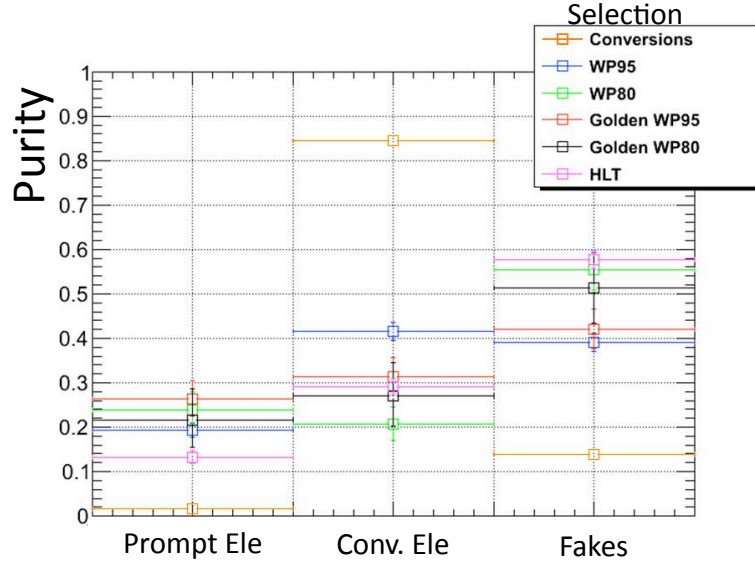 Selection
Conversions
WP95
WP80
Golden WP95
Golden WP80
HLT
Purity
1
0.9
0.8
0.7
0.6
0.5
0.4
0.3
0.2
0.1
0
Prompt Ele
Conv. Ele
Fakes